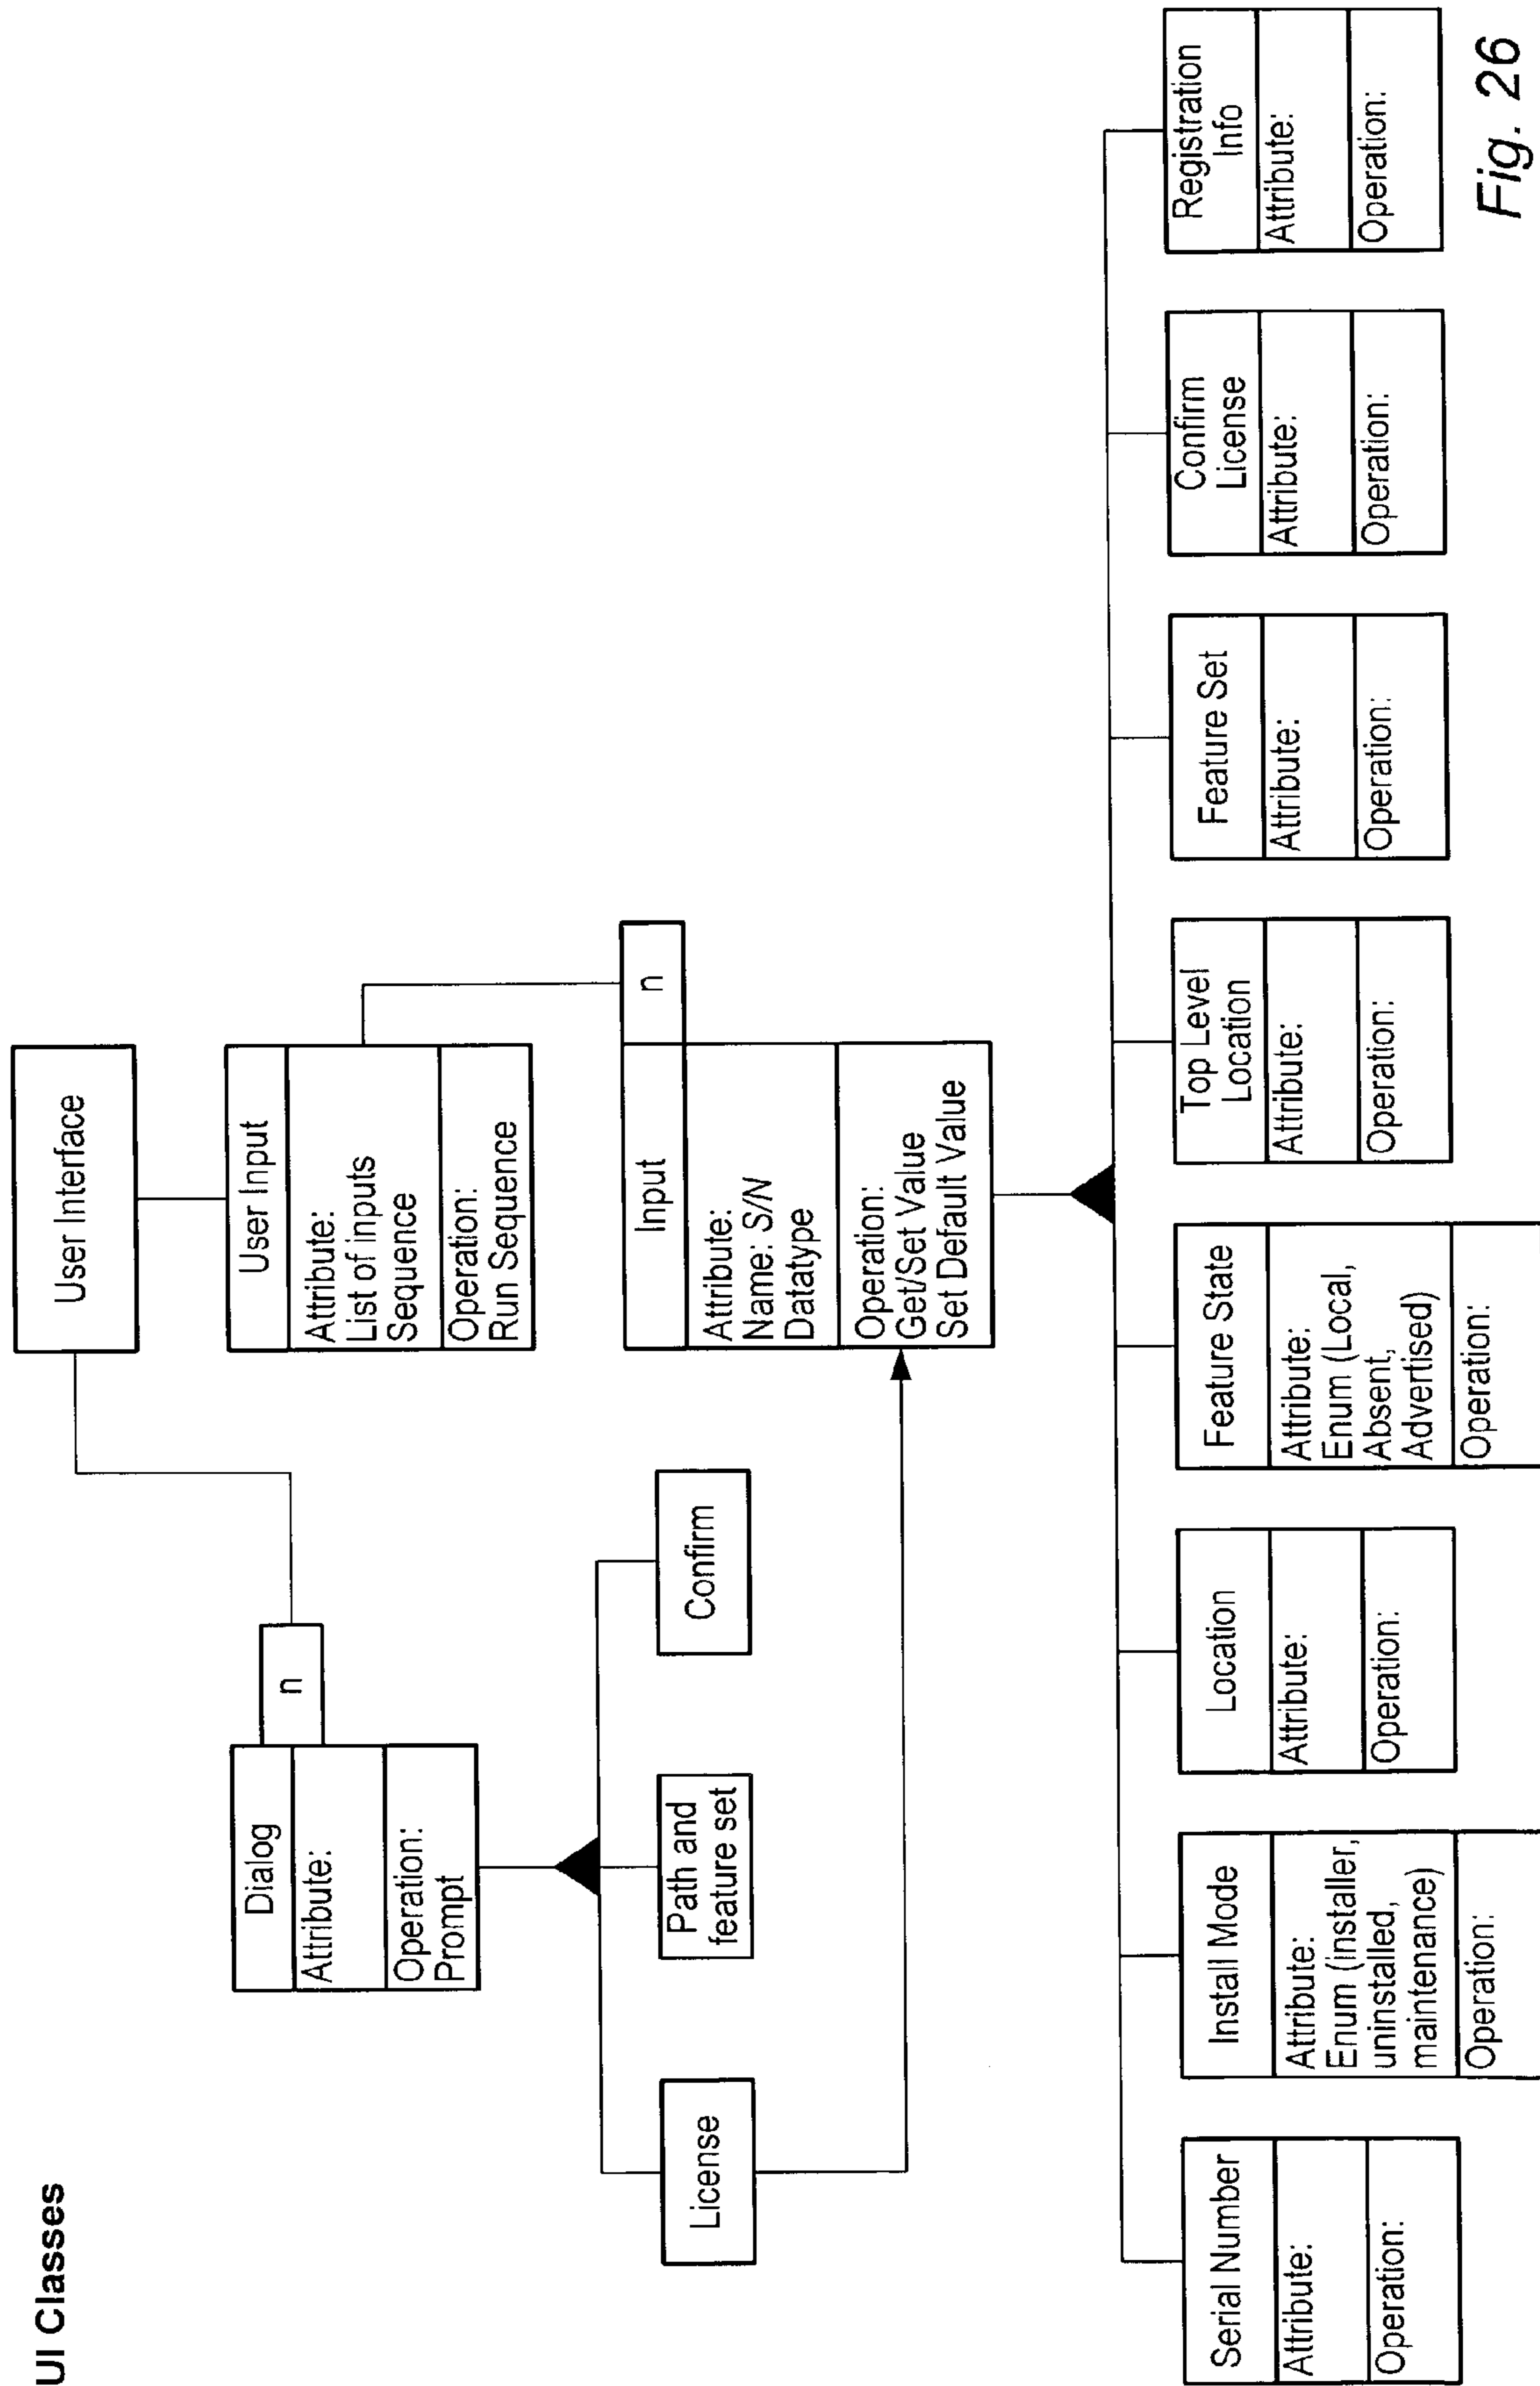 UI Classes
User Interface
n
Dialog
Attribute:
Operation:
Prompt
User Input
Attribute:
List of inputs
Sequence
Operation:
Run Sequence
License
Path and
feature set
Confirm
n
Input
Attribute:
Name: S/N
Datatype
Operation:
Get/Set Value
Set Default Value
Serial Number
Attribute:
Operation:
Install Mode
Attribute:
Enum (installer,
uninstalled,
maintenance)
Operation:
Location
Attribute:
Operation:
Feature State
Attribute:
Enum (Local,
Absent,
Advertised)
Operation:
Top Level
Location
Attribute:
Operation:
Feature Set
Attribute:
Operation:
Confirm
License
Attribute:
Operation:
Registration
Info
Attribute:
Operation:
Fig. 26